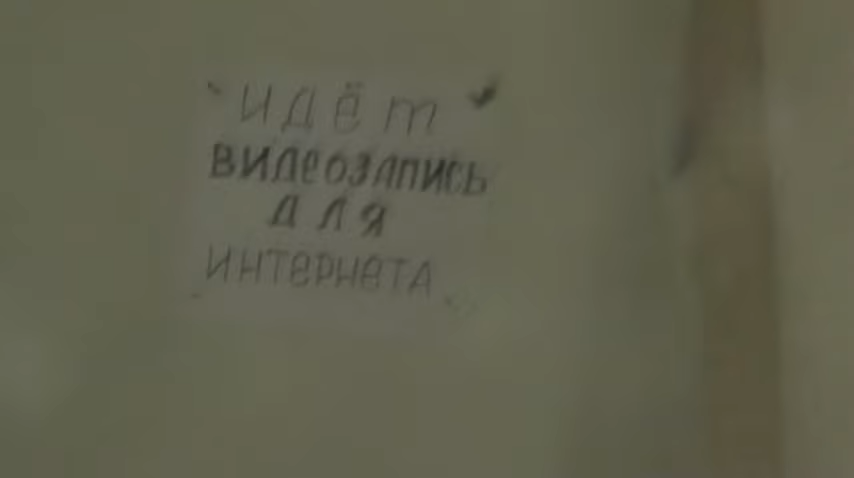 идёт
видеозапись
для
интернета